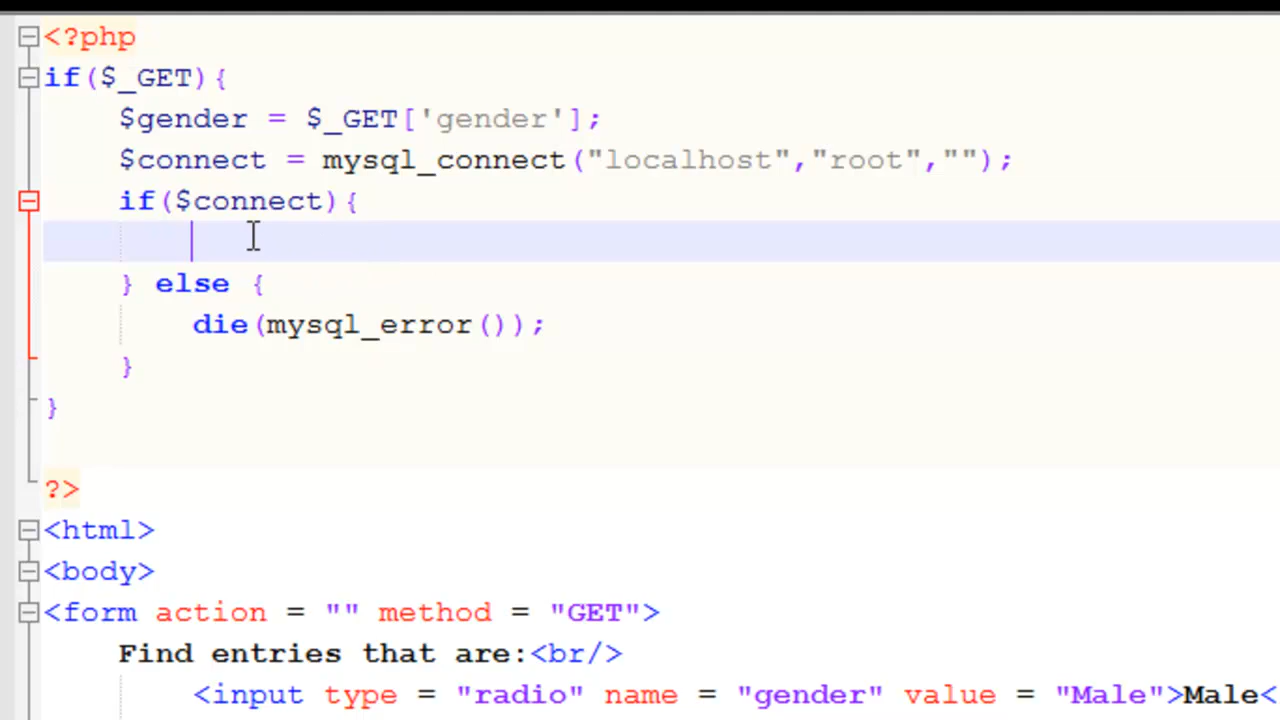 <?php
if($_GET){
$gender = $_GET['gender'];
$connect = mysql_connect("localhost","root","");
if($connect){
} else {
die(mysql_error());
}
}
?>
<html>
<body>
<form action = "" method = "GET">
Find entries that are:<br/>
<input type = "radio" name = "gender" value = "Male">Male<